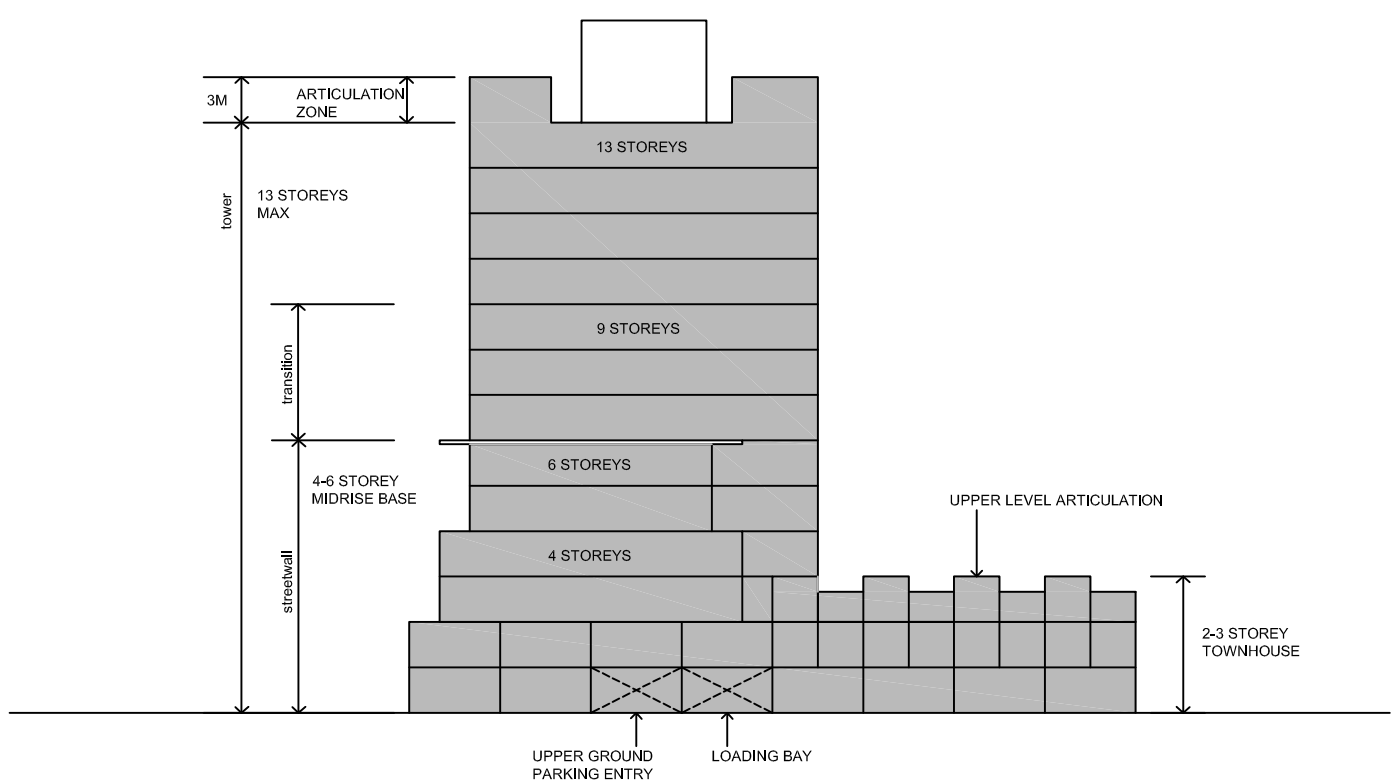 3M
ARTICULATION
ZONE
13 STOREYS
13 STOREYS
MAX
tower
9 STOREYS
transition
6 STOREYS
4-6 STOREY
MIDRISE BASE
UPPER LEVEL ARTICULATION
4 STOREYS
streetwall
2-3 STOREY
TOWNHOUSE
UPPER GROUND
PARKING ENTRY
LOADING BAY